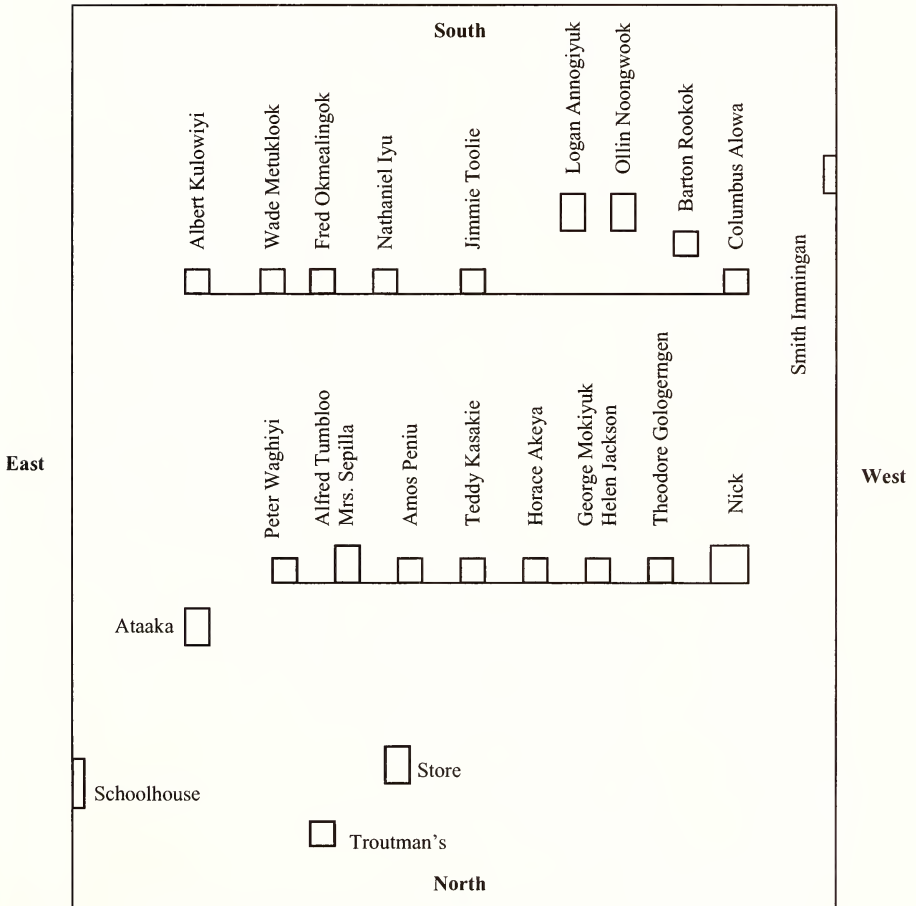 South
Albert Kulowiyi
Wade Metuklook
Fred Okmealingok
Nathaniel Iyu
Jimmie Toolie
Logan Annogiyuk
Ollin Noongwook
Barton Rookok
Columbus Alowa
Smith Immingan
East
West
Peter Waghiyi
Alfred Tumbloo
Mrs. Sepilla
Amos Peniu
Teddy Kasakie
Horace Akeya
George Mokiyuk
Helen Jackson
Theodore Gologerngen
Nick
Ataaka
Store
Schoolhouse
Troutman's
North